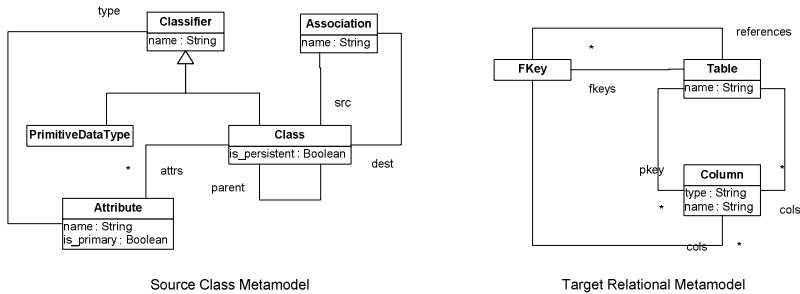 type
Classifier
name : String
Association
name : String
src
dest
PrimitiveDataType
Class
is_persistent : Boolean
*
attrs
parent
Attribute
name : String
is_primary : Boolean
Source Class Metamodel
references
*
FKey
fkeys
Table
name : String
pkey
*
Column
type : String
name : String
*
cols
cols
*
Target Relational Metamodel